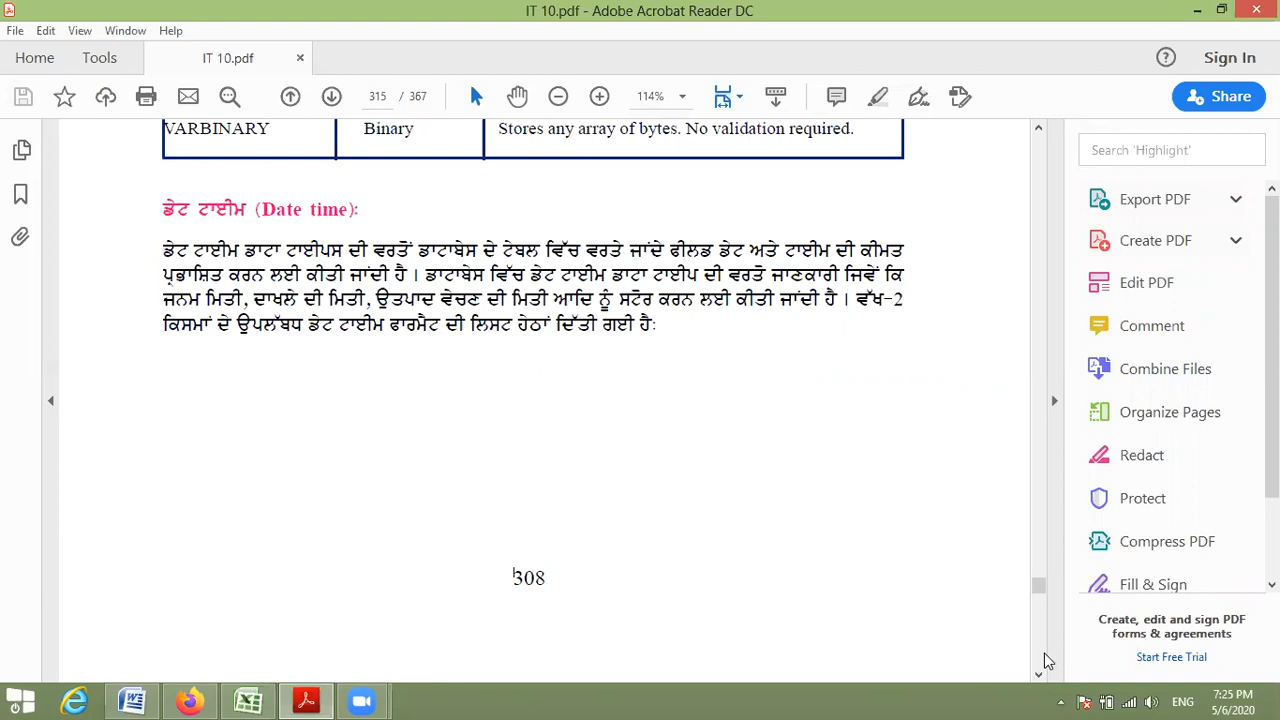 IT 10.pdf - Adobe Acrobat Reader DC
File Edit View Window Help
Home Tools IT 10.pdf × Sign In
315 / 367 114% Share
VARBINARY Binary Stores any array of bytes. No validation required.
ਡੇਟ ਟਾਈਮ (Date time):
ਡੇਟ ਟਾਈਮ ਡਾਟਾ ਟਾਈਪਸ ਦੀ ਵਰਤੋਂ ਡਾਟਾਬੇਸ ਦੇ ਟੇਬਲ ਵਿੱਚ ਵਰਤੇ ਜਾਂਦੇ ਫੀਲਡ ਡੇਟ ਅਤੇ ਟਾਈਮ ਦੀ ਕੀਮਤ
ਪ੍ਰਭਾਸ਼ਿਤ ਕਰਨ ਲਈ ਕੀਤੀ ਜਾਂਦੀ ਹੈ । ਡਾਟਾਬੇਸ ਵਿੱਚ ਡੇਟ ਟਾਈਮ ਡਾਟਾ ਟਾਈਪ ਦੀ ਵਰਤੋ ਜਾਣਕਾਰੀ ਜਿਵੇਂ ਕਿ
ਜਨਮ ਮਿਤੀ, ਦਾਖਲੇ ਦੀ ਮਿਤੀ, ਉਤਪਾਦ ਵੇਚਣ ਦੀ ਮਿਤੀ ਆਦਿ ਨੂੰ ਸਟੋਰ ਕਰਨ ਲਈ ਕੀਤੀ ਜਾਂਦੀ ਹੈ । ਵੱਖ-2
ਕਿਸਮਾਂ ਦੇ ਉਪਲੱਬਧ ਡੇਟ ਟਾਈਮ ਫਾਰਮੈਟ ਦੀ ਲਿਸਟ ਹੇਠਾਂ ਦਿੱਤੀ ਗਈ ਹੈ:
308
Search 'Highlight'
Export PDF
Create PDF
Edit PDF
Comment
Combine Files
Organize Pages
Redact
Protect
Compress PDF
Fill & Sign
Create, edit and sign PDF
forms & agreements
Start Free Trial
ENG
7:25 PM
5/6/2020